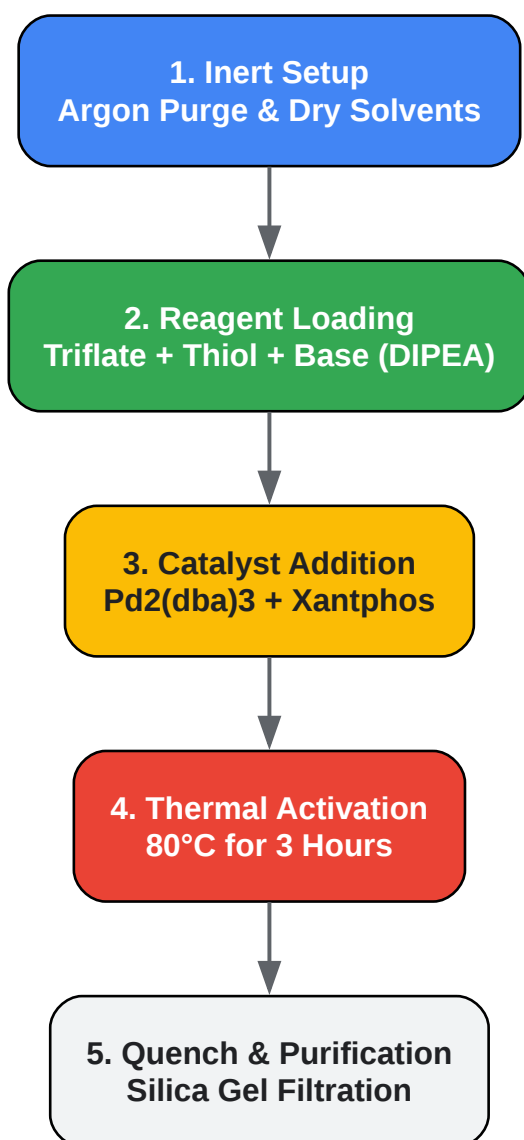 1. Inert Setup
Argon Purge & Dry Solvents
2. Reagent Loading
Triflate + Thiol + Base (DIPEA)
3. Catalyst Addition
Pd2(dba)3 + Xantphos
4. Thermal Activation
80°C for 3 Hours
5. Quench & Purification
Silica Gel Filtration